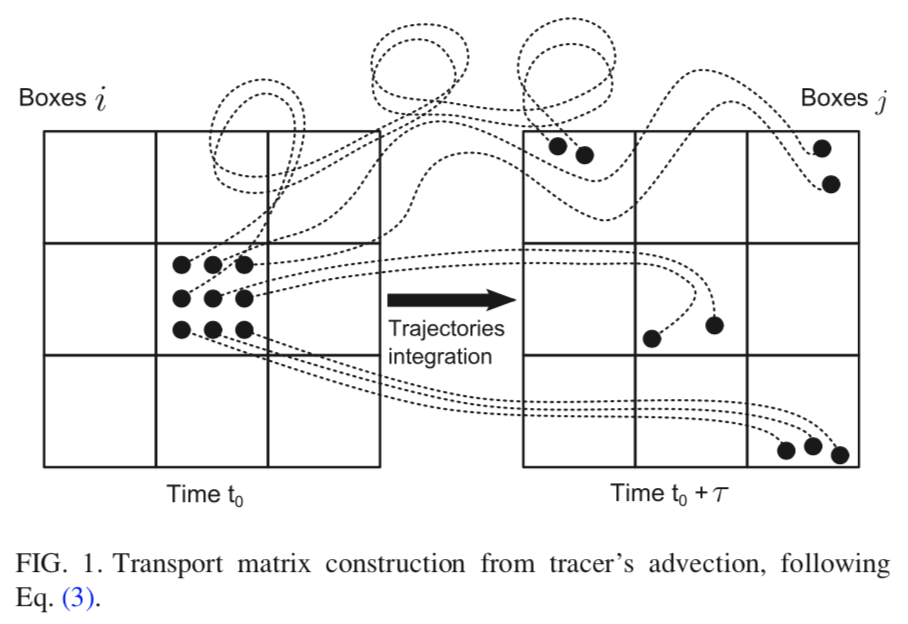 Boxes i
Boxes j
Trajectories
integration
Time t₀
Time t₀ + τ
FIG. 1. Transport matrix construction from tracer’s advection, following
Eq. (3).